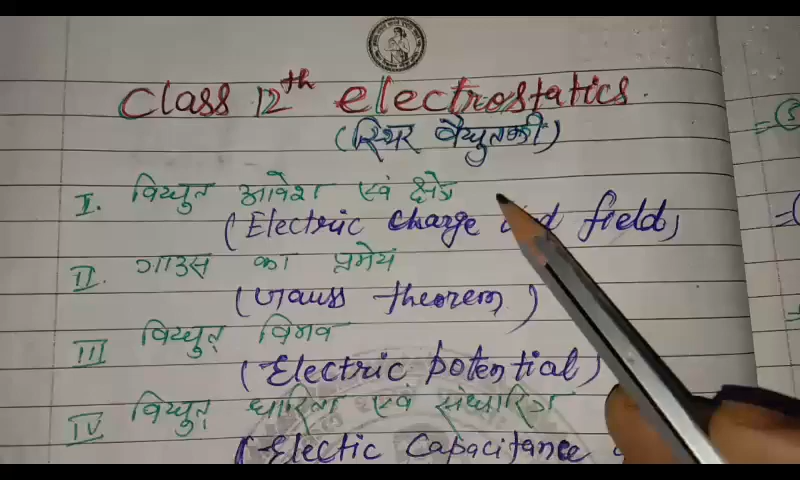 Class 12th electrostatics.
(स्थिर वैद्युतकी)
I. विद्युत आवेश एवं क्षेत्र
(Electric Charge and field)
II. गाउस का प्रमेय
(Gauss theorem)
III विद्युत् विभव
(Electric potential)
IV विद्युत् धारिता एवं संधारित्र
(Electic Capacitance